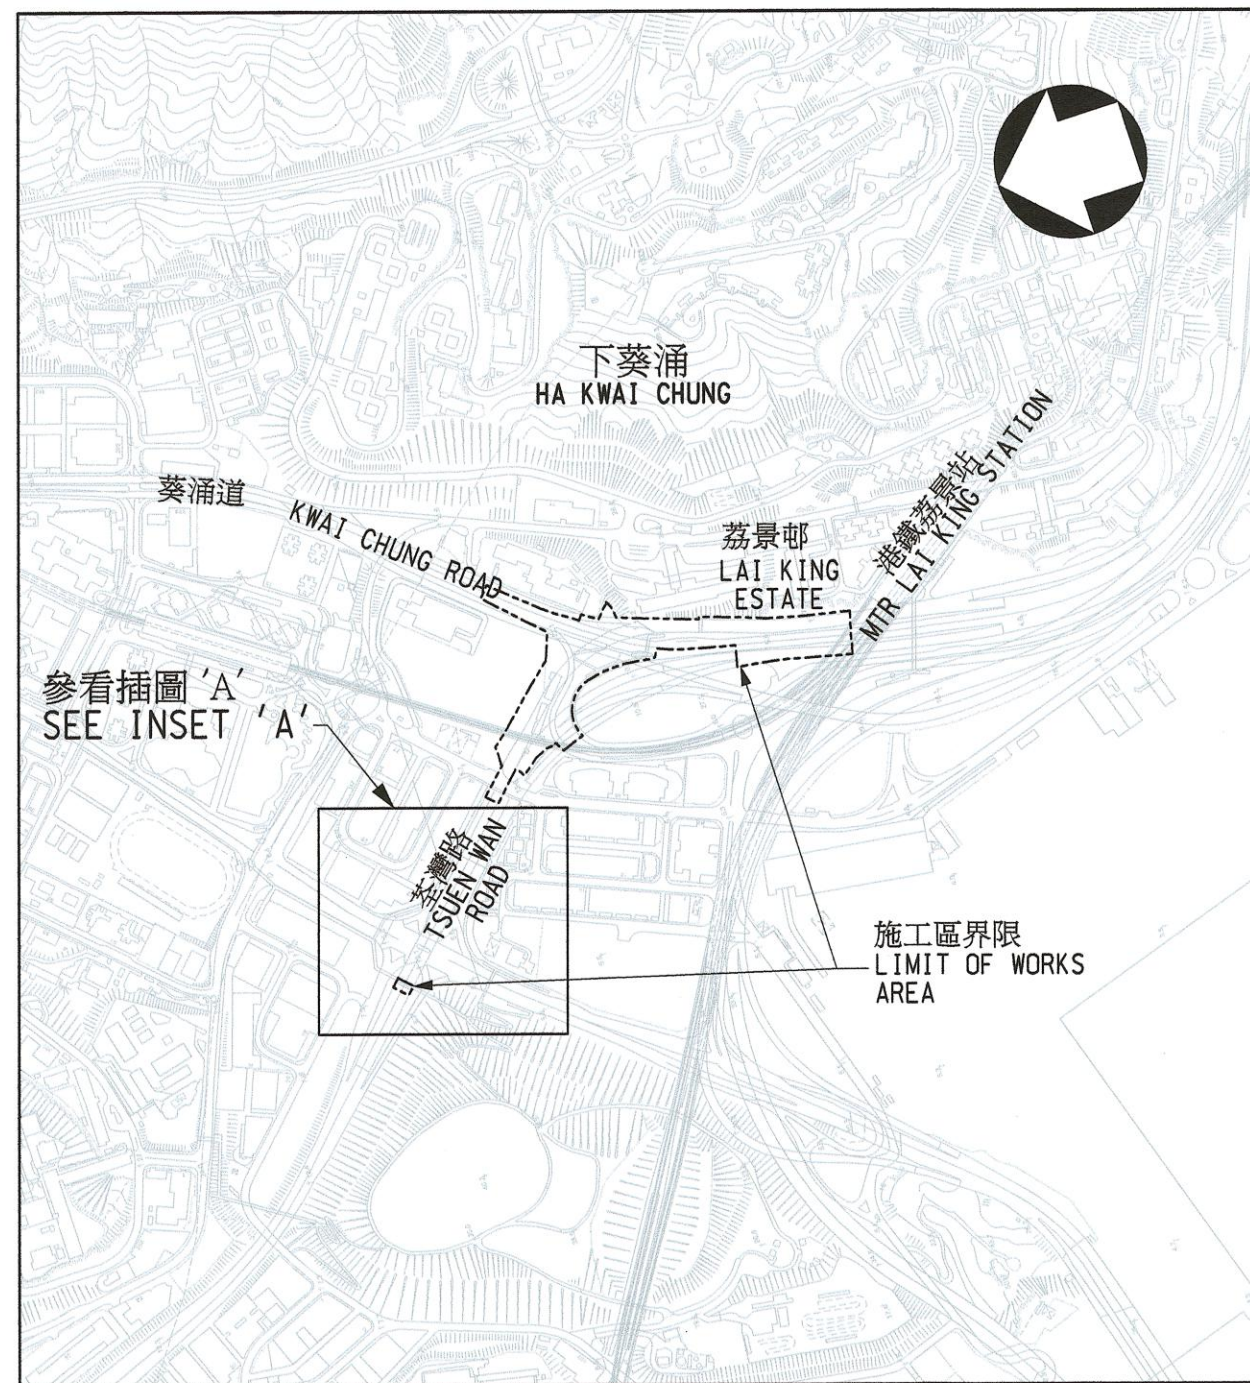 下葵涌
HA KWAI CHUNG
葵涌道
KWAI CHUNG ROAD
荔景邨
LAI KING
ESTATE
港鐵荔景站
MTR LAI KING STATION
參看插圖 'A'
SEE INSET 'A'
荃灣路
TSUEN WAN
ROAD
施工區界限
LIMIT OF WORKS
AREA